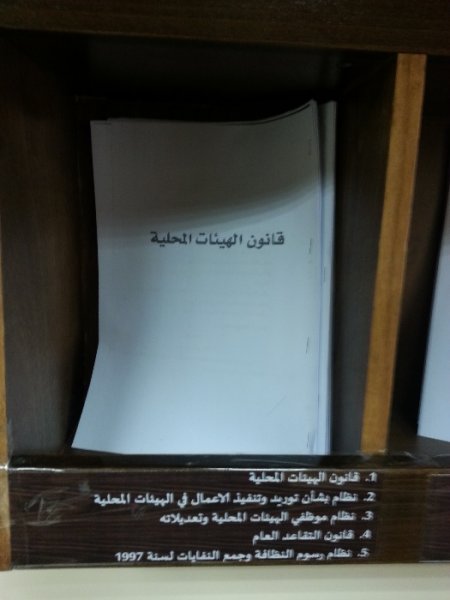 قانون الهيئات المحلية
1. قانون الهيئات المحلية
2. نظام بشأن توريد وتنفيذ الاعمال في الهيئات المحلية
3. نظام موظفي الهيئات المحلية وتعديلاته
4. قانون التقاعد العام
5. نظام رسوم النظافة وجمع النفايات لسنة 1997